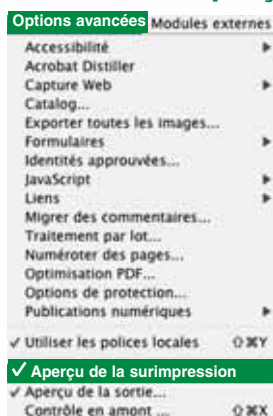 Options avancées Modules externes
Accessibilité
Acrobat Distiller
Capture Web
Catalog...
Exporter toutes les images...
Formulaires
Identités approuvées...
JavaScript
Liens
Migrer des commentaires...
Traitement par lot...
Numéroter des pages...
Optimisation PDF...
Options de protection...
Publications numériques
✓ Utiliser les polices locales ⇧⌘Y
✓ Aperçu de la surimpression
✓ Aperçu de la sortie...
Contrôle en amont ... ⇧⌘X